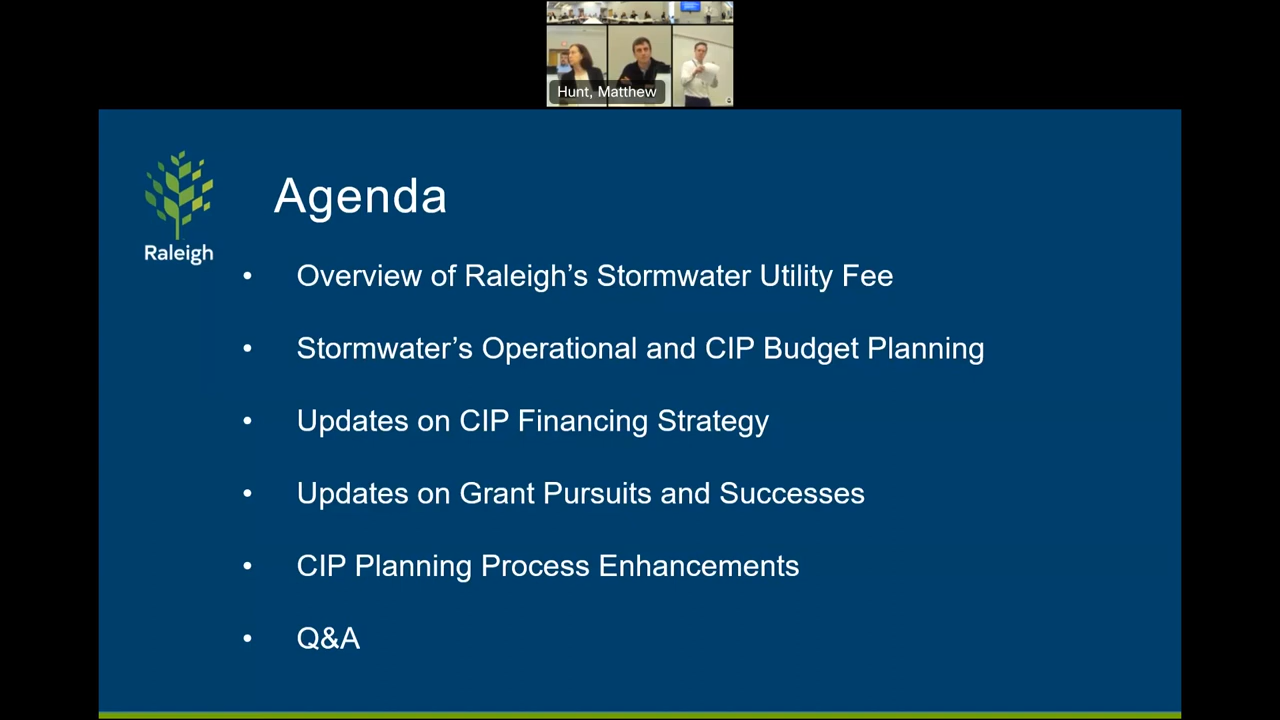 Hunt, Matthew
Raleigh
Agenda
• Overview of Raleigh’s Stormwater Utility Fee
• Stormwater’s Operational and CIP Budget Planning
• Updates on CIP Financing Strategy
• Updates on Grant Pursuits and Successes
• CIP Planning Process Enhancements
• Q&A